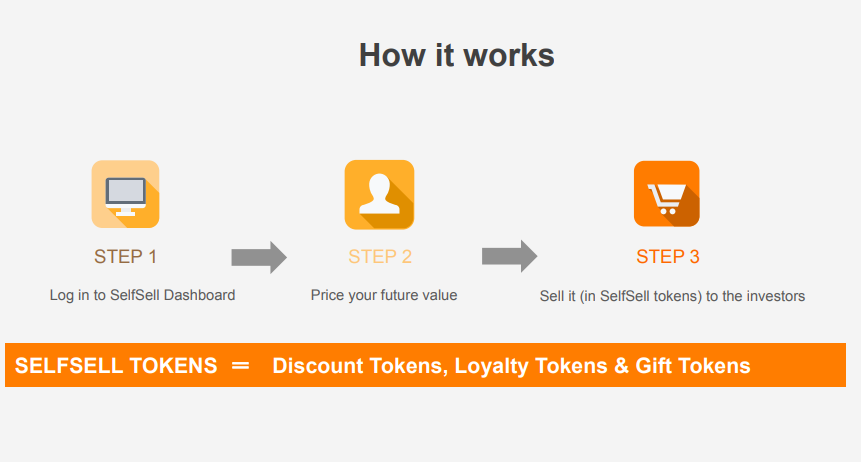 How it works
STEP 1
STEP 2
STEP 3
Log in to SelfSell Dashboard
Price your future value
Sell it (in SelfSell tokens) to the investors
SELFSELL TOKENS = Discount Tokens, Loyalty Tokens & Gift Tokens